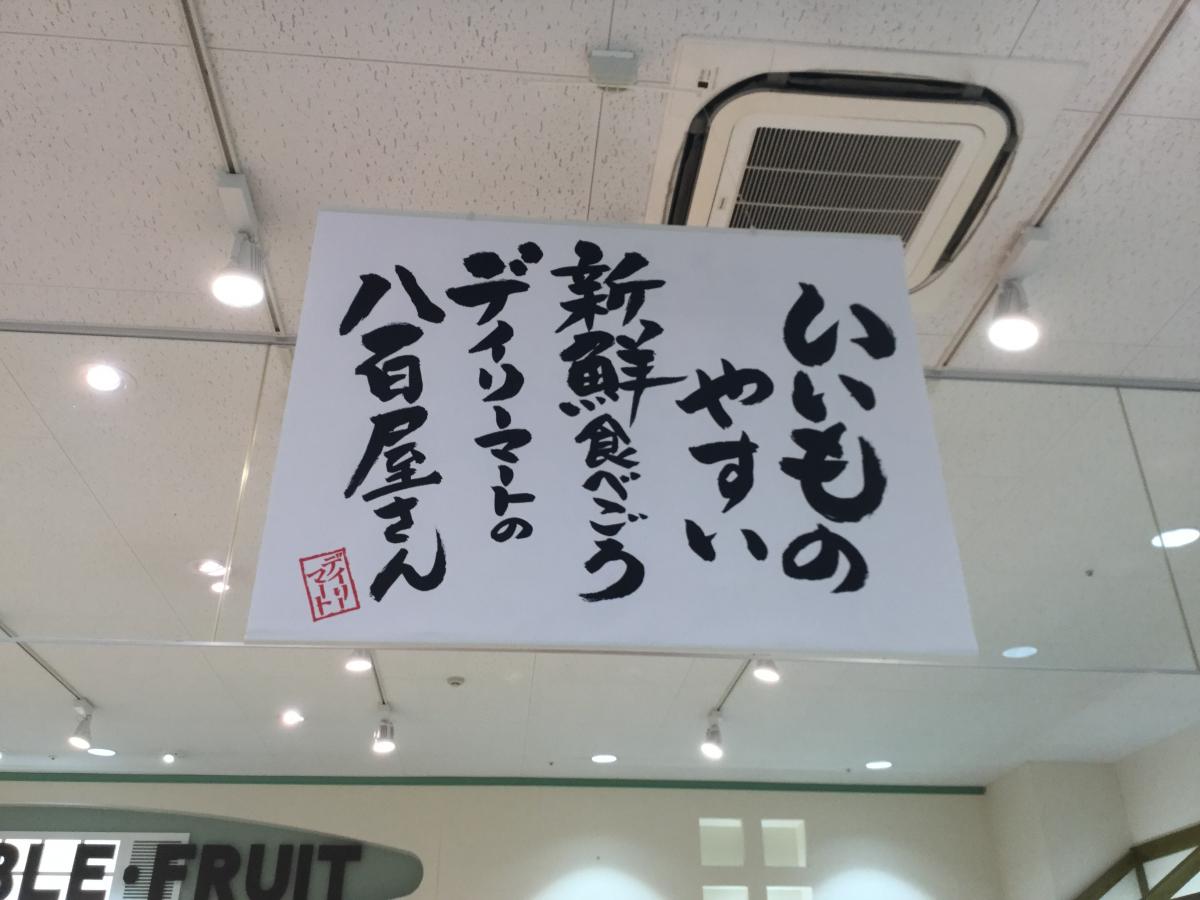 いいもの
やすい
新鮮食べごろ
デイリーマートの
八百屋さん
デイリー
マート
BLE・FRUIT